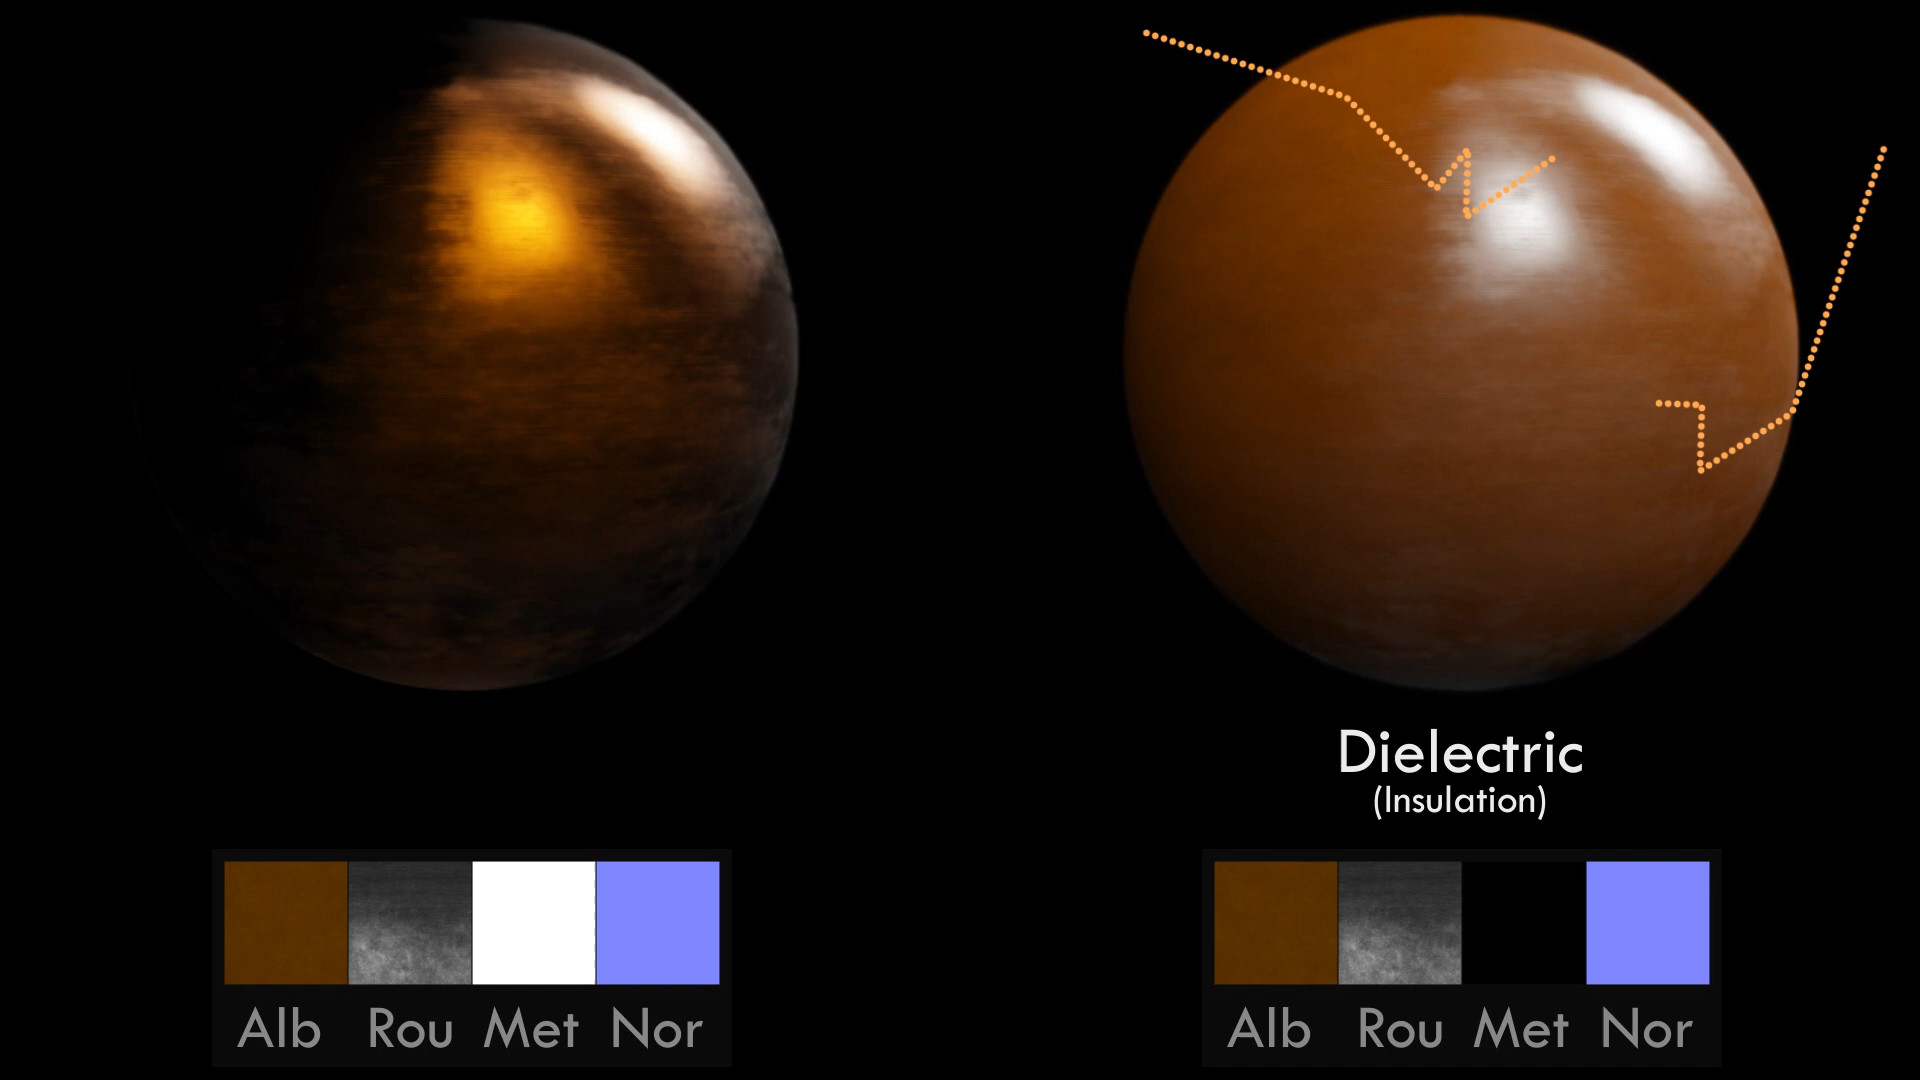 Dielectric
(Insulation)
Alb Rou Met Nor
Alb Rou Met Nor